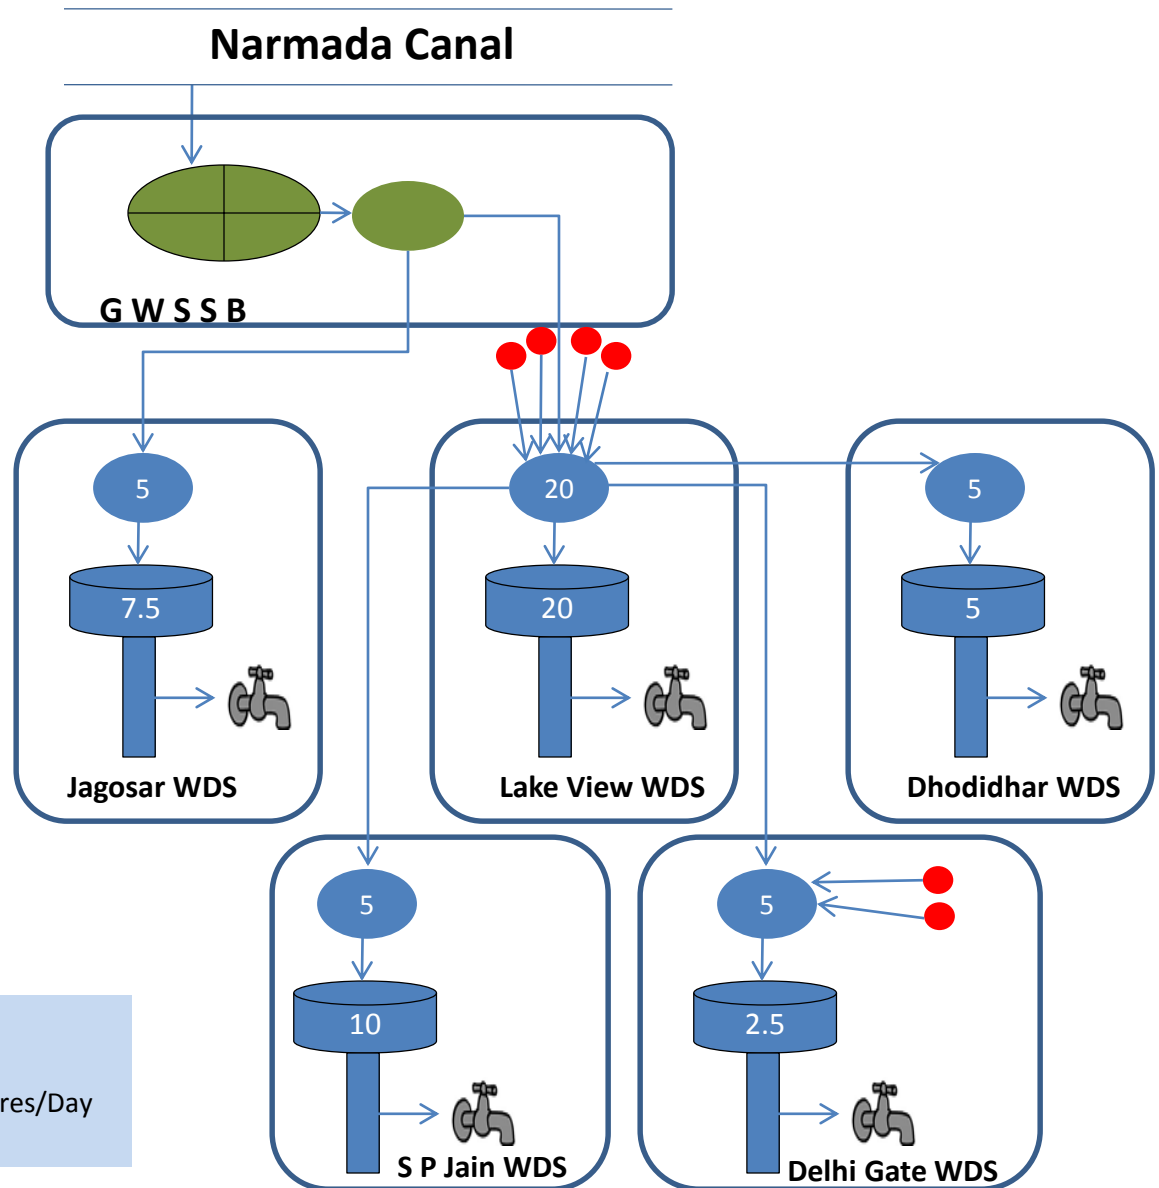 Narmada Canal
G W S S B
5
20
5
7.5
20
5
Jagosar WDS
Lake View WDS
Dhodidhar WDS
5
5
10
2.5
res/Day
S P Jain WDS
Delhi Gate WDS